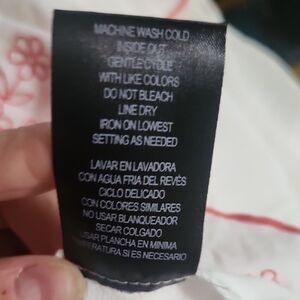 MACHINE WASH COLD
INSIDE OUT
GENTLE CYCLE
WITH LIKE COLORS
DO NOT BLEACH
LINE DRY
IRON ON LOWEST
SETTING AS NEEDED
LAVAR EN LAVADORA
CON AGUA FRIA DEL REVÉS
CICLO DELICADO
CON COLORES SIMILARES
NO USAR BLANQUEADOR
SECAR COLGADO
USAR PLANCHA EN MINIMA
TEMPERATURA SI ES NECESARIO